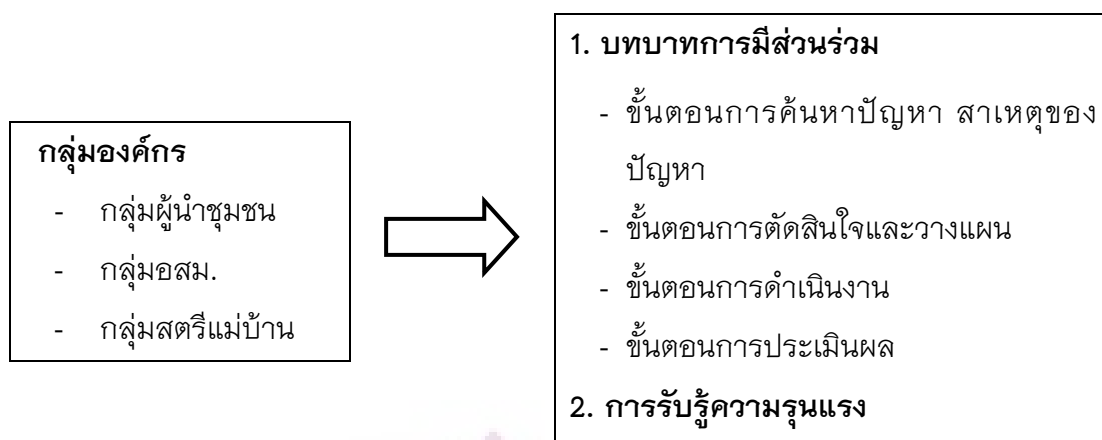 กลุ่มองค์กร
- กลุ่มผู้นำชุมชน
- กลุ่มอสม.
- กลุ่มสตรีแม่บ้าน
1. บทบาทการมีส่วนร่วม
- ขั้นตอนการค้นหาปัญหา สาเหตุของ
ปัญหา
- ขั้นตอนการตัดสินใจและวางแผน
- ขั้นตอนการดำเนินงาน
- ขั้นตอนการประเมินผล
2. การรับรู้ความรุนแรง